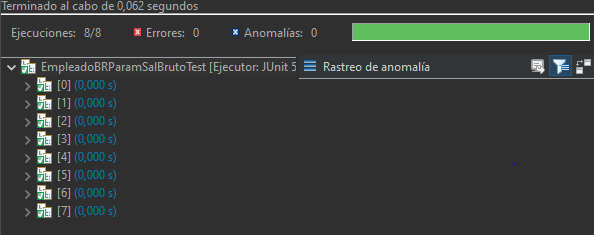 Terminado al cabo de 0,062 segundos
Ejecuciones: 8/8 Errores: 0 Anomalías: 0
EmpleadoBRParamSalBrutoTest [Ejecutor: JUnit 5 Rastreo de anomalía
[0] (0,000 s)
[1] (0,000 s)
[2] (0,000 s)
[3] (0,000 s)
[4] (0,000 s)
[5] (0,000 s)
[6] (0,000 s)
[7] (0,000 s)